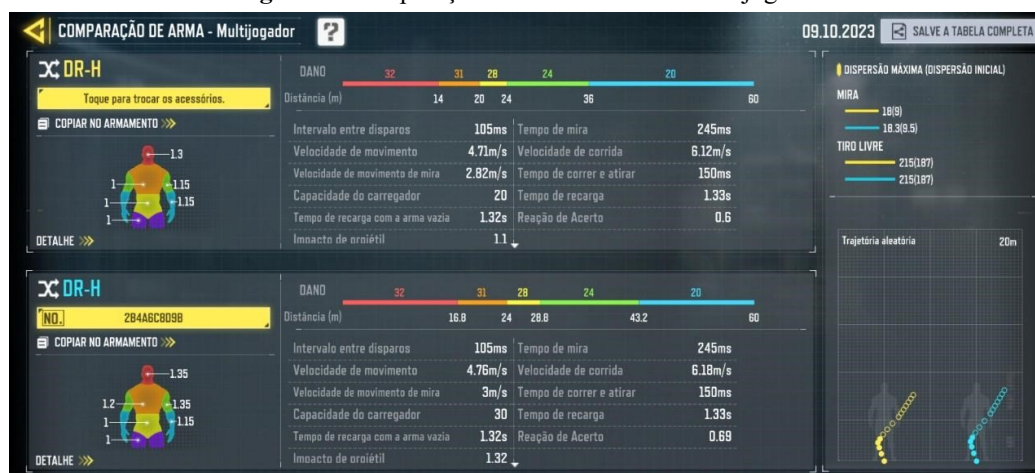 COMPARAÇÃO DE ARMA - Multijogador
?
09.10.2023
SALVE A TABELA COMPLETA
DR-H
Toque para trocar os acessórios.
COPIAR NO ARMAMENTO >>>
1.3
1
1.15
1
1.15
1
DETALHE >>>
DANO 32 31 28 24 20
Distância (m) 14 20 24 36 60
Intervalo entre disparos 105ms Tempo de mira 245ms
Velocidade de movimento 4.71m/s Velocidade de corrida 6.12m/s
Velocidade de movimento de mira 2.82m/s Tempo de correr e atirar 150ms
Capacidade do carregador 20 Tempo de recarga 1.33s
Tempo de recarga com a arma vazia 1.32s Reação de Acerto 0.6
Impacto de projétil 1.1
DISPERSÃO MÁXIMA (DISPERSÃO INICIAL)
MIRA
18(9)
18.3(9.5)
TIRO LIVRE
215(187)
215(187)
Trajetória aleatória 20m
DR-H
NO. 2B4A6C8D9B
COPIAR NO ARMAMENTO >>>
1.35
1.2
1.35
1
1.15
1
DETALHE >>>
DANO 32 31 28 24 20
Distância (m) 16.8 24 28.8 43.2 60
Intervalo entre disparos 105ms Tempo de mira 245ms
Velocidade de movimento 4.76m/s Velocidade de corrida 6.18m/s
Velocidade de movimento de mira 3m/s Tempo de correr e atirar 150ms
Capacidade do carregador 30 Tempo de recarga 1.33s
Tempo de recarga com a arma vazia 1.32s Reação de Acerto 0.69
Impacto de projétil 1.32